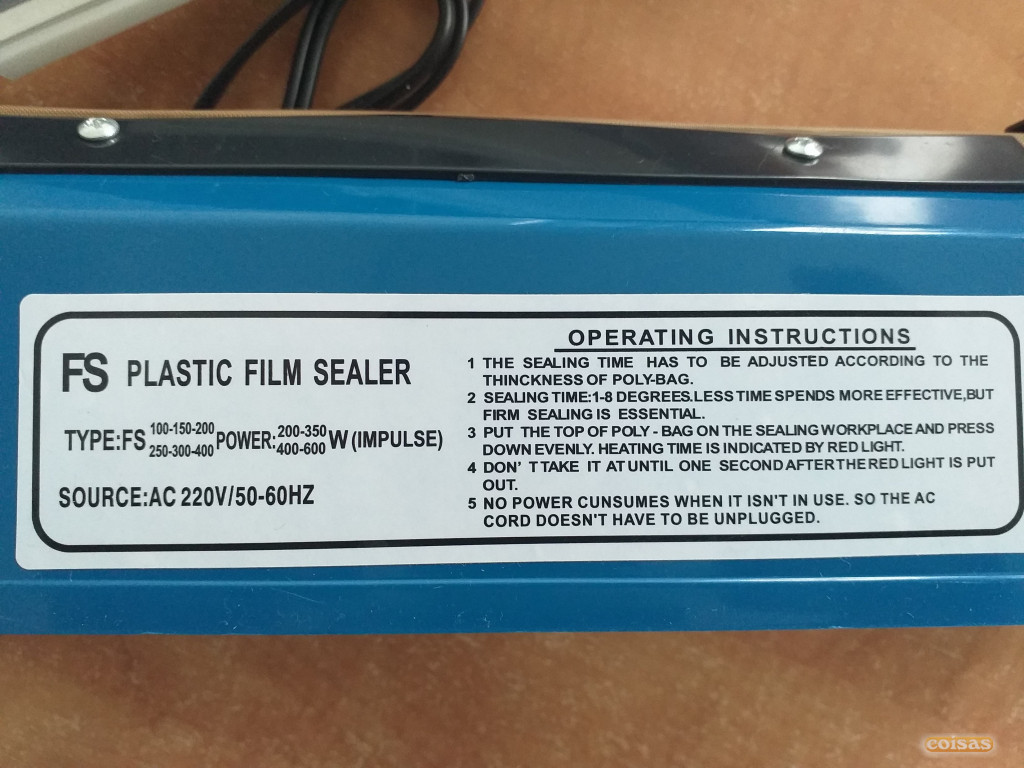 FS PLASTIC FILM SEALER
TYPE:FS 100-150-200 250-300-400 POWER: 200-350 400-600 W (IMPULSE)
SOURCE:AC 220V/50-60HZ
OPERATING INSTRUCTIONS
1 THE SEALING TIME HAS TO BE ADJUSTED ACCORDING TO THE
THINCKNESS OF POLY-BAG.
2 SEALING TIME:1-8 DEGREES.LESS TIME SPENDS MORE EFFECTIVE,BUT
FIRM SEALING IS ESSENTIAL.
3 PUT THE TOP OF POLY - BAG ON THE SEALING WORKPLACE AND PRESS
DOWN EVENLY. HEATING TIME IS INDICATED BY RED LIGHT.
4 DON' T TAKE IT AT UNTIL ONE SECOND AFTER THE RED LIGHT IS PUT
OUT.
5 NO POWER CUNSUMES WHEN IT ISN'T IN USE. SO THE AC
CORD DOESN'T HAVE TO BE UNPLUGGED.
coisas